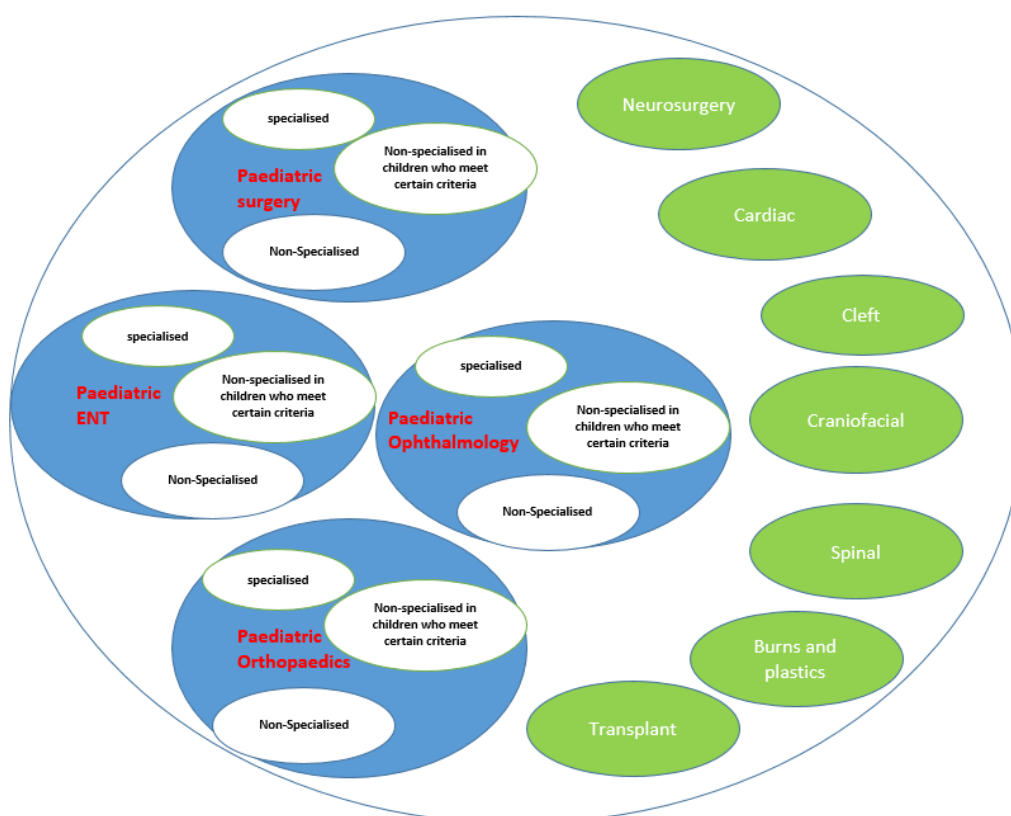 specialised
Non-specialised in
children who meet
certain criteria
Paediatric
surgery
Non-Specialised
specialised
Non-specialised in
children who meet
certain criteria
Paediatric
ENT
Non-Specialised
specialised
Non-specialised in
children who meet
certain criteria
Paediatric
Ophthalmology
Non-Specialised
specialised
Non-specialised in
children who meet
certain criteria
Paediatric
Orthopaedics
Non-Specialised
Neurosurgery
Cardiac
Cleft
Craniofacial
Spinal
Burns and
plastics
Transplant